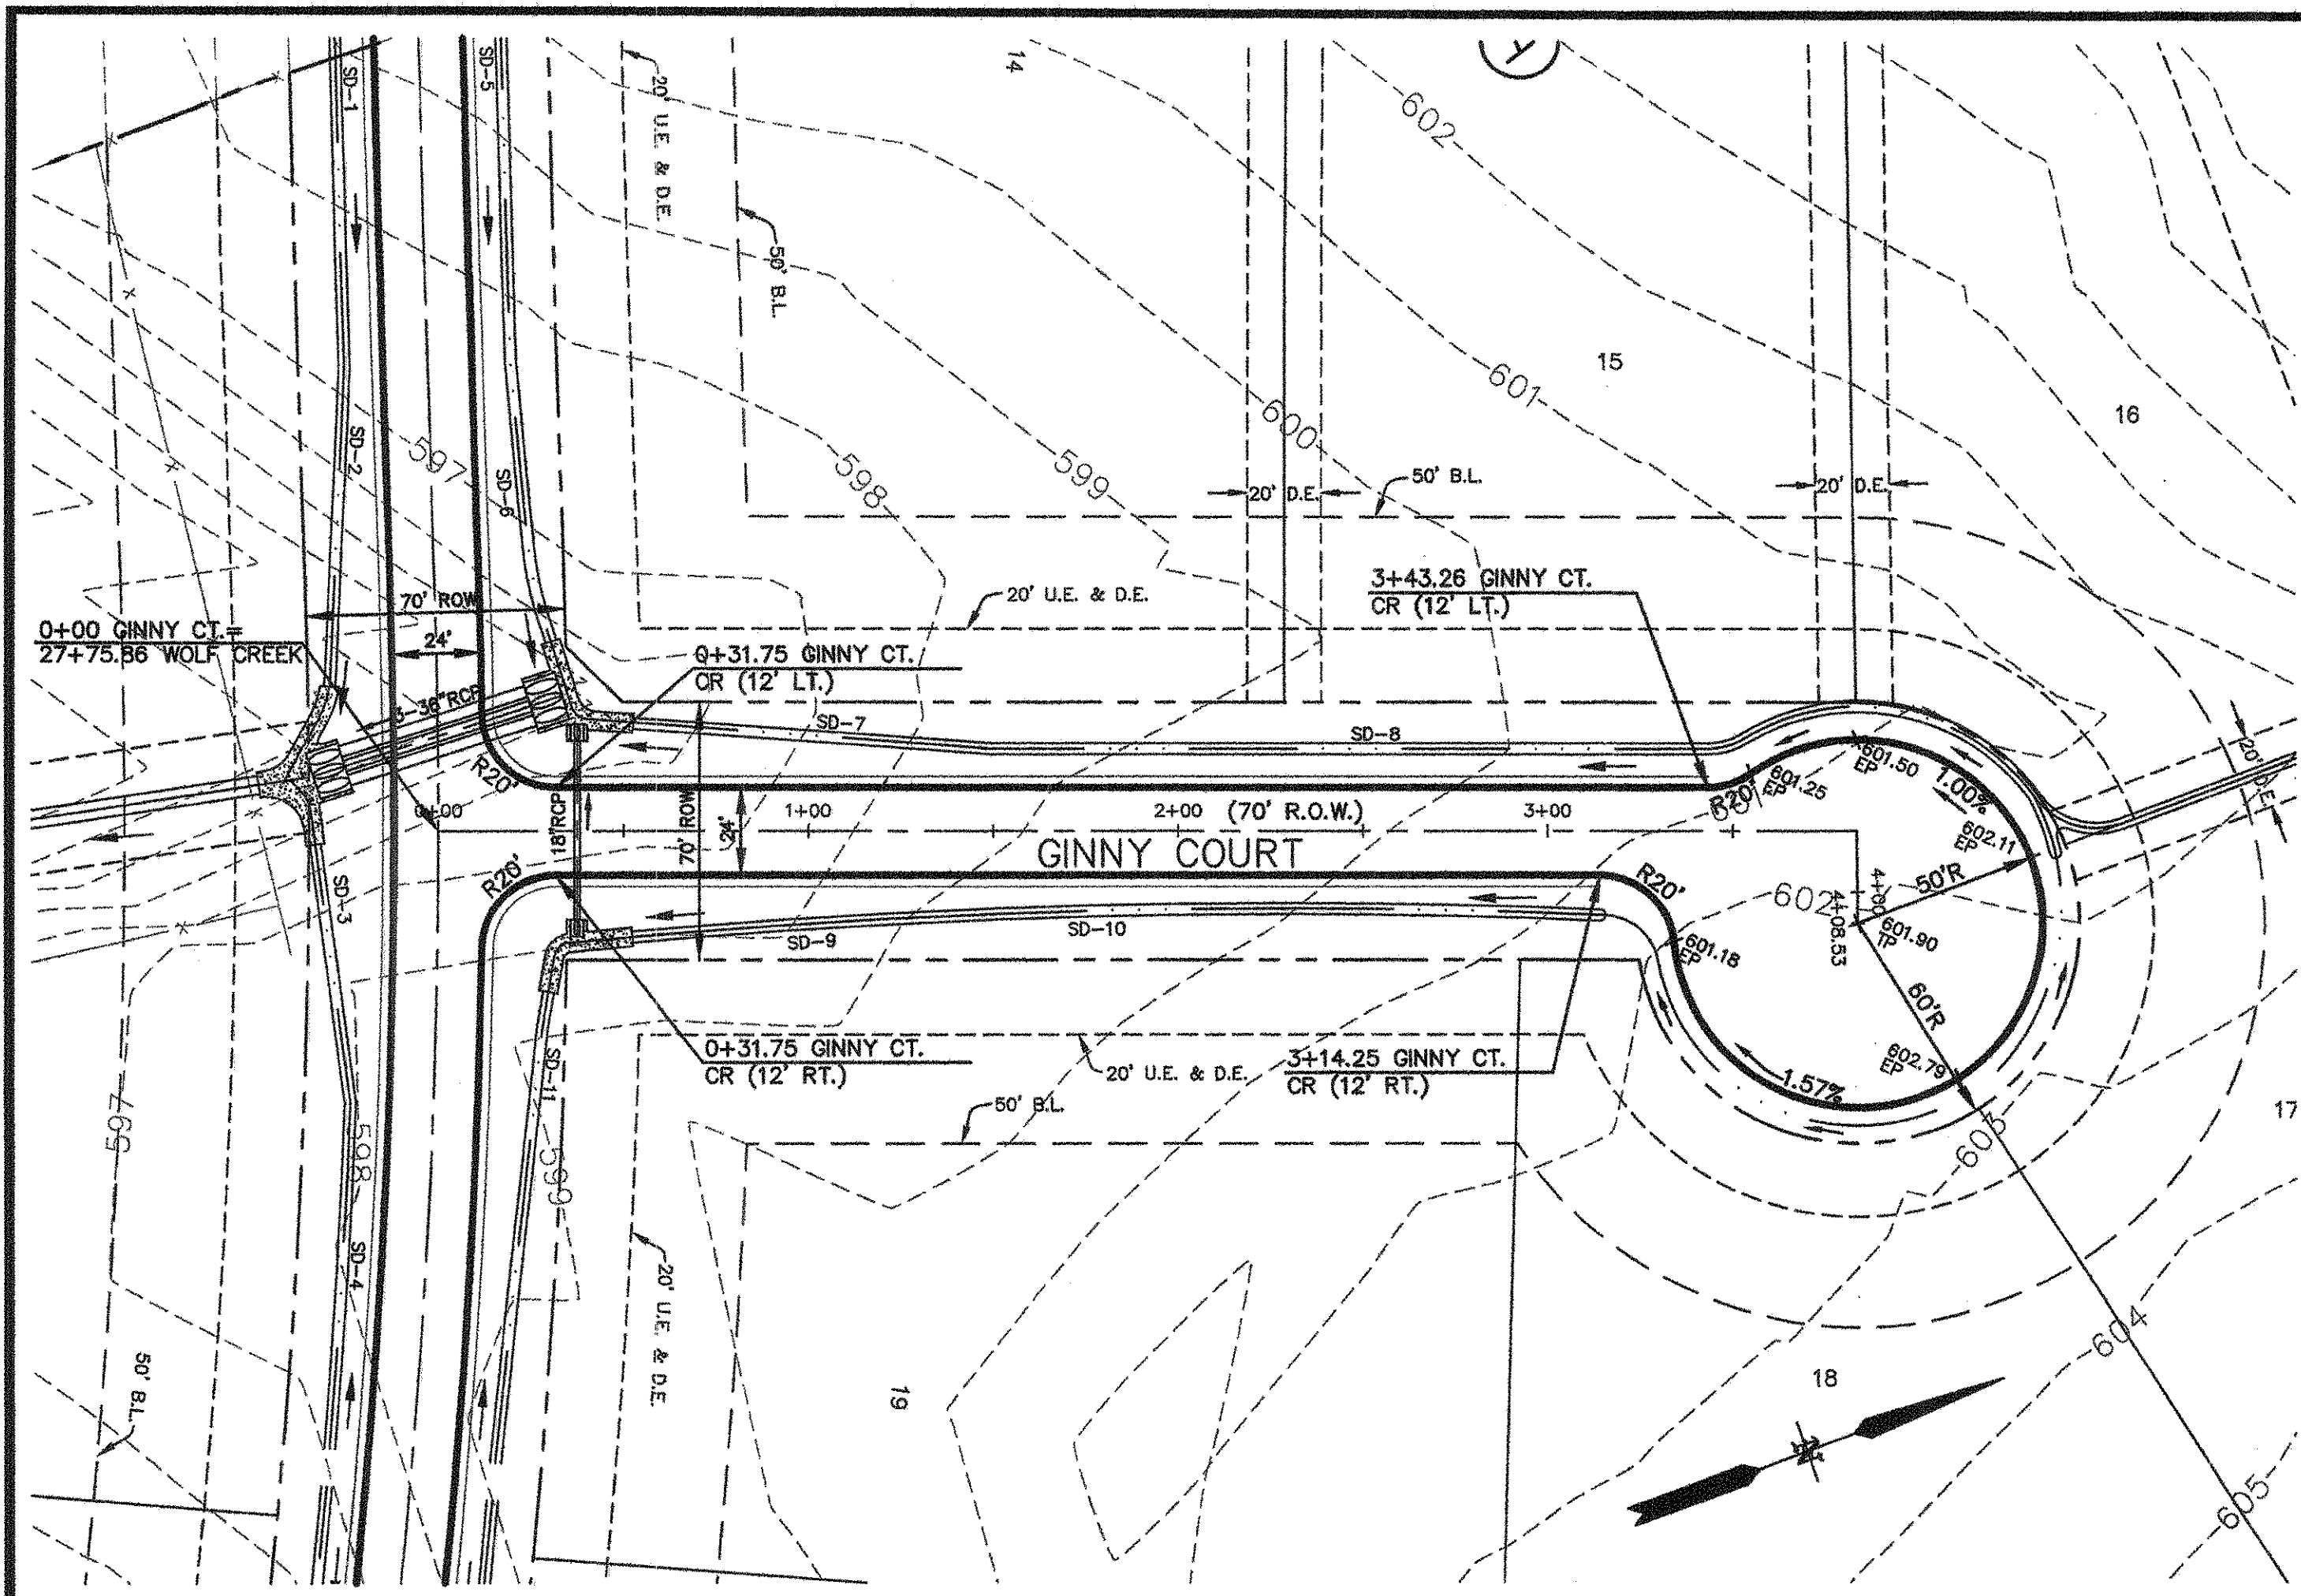 SD-1
SD-5
20' U.E. & D.E.
50' B.L.
14
A
602
15
16
601
600
599
598
597
SD-2
SD-6
20' D.E.
50' B.L.
20' D.E.
70' ROW
24'
0+00 GINNY CT.=
27+75.86 WOLF CREEK
20' U.E. & D.E.
3+43.26 GINNY CT.
CR (12' LT.)
0+31.75 GINNY CT.
CR (12' LT.)
3-36"RCP
SD-7
SD-8
R20'
0+00
18"RCP
70' ROW
24'
1+00
2+00
(70' R.O.W.)
3+00
GINNY COURT
R20'
601.25
EP
601.50
EP
1.00%
602.11
EP
20' D.E.
50'R
4+00
4+08.53
601.90
TP
602
R20'
R20'
601.18
EP
SD-3
SD-9
SD-10
60'R
0+31.75 GINNY CT.
CR (12' RT.)
20' U.E. & D.E.
3+14.25 GINNY CT.
CR (12' RT.)
602.79
EP
1.57%
50' B.L.
SD-11
597
598
599
603
17
SD-4
20' U.E. & D.E.
50' B.L.
19
18
604
605